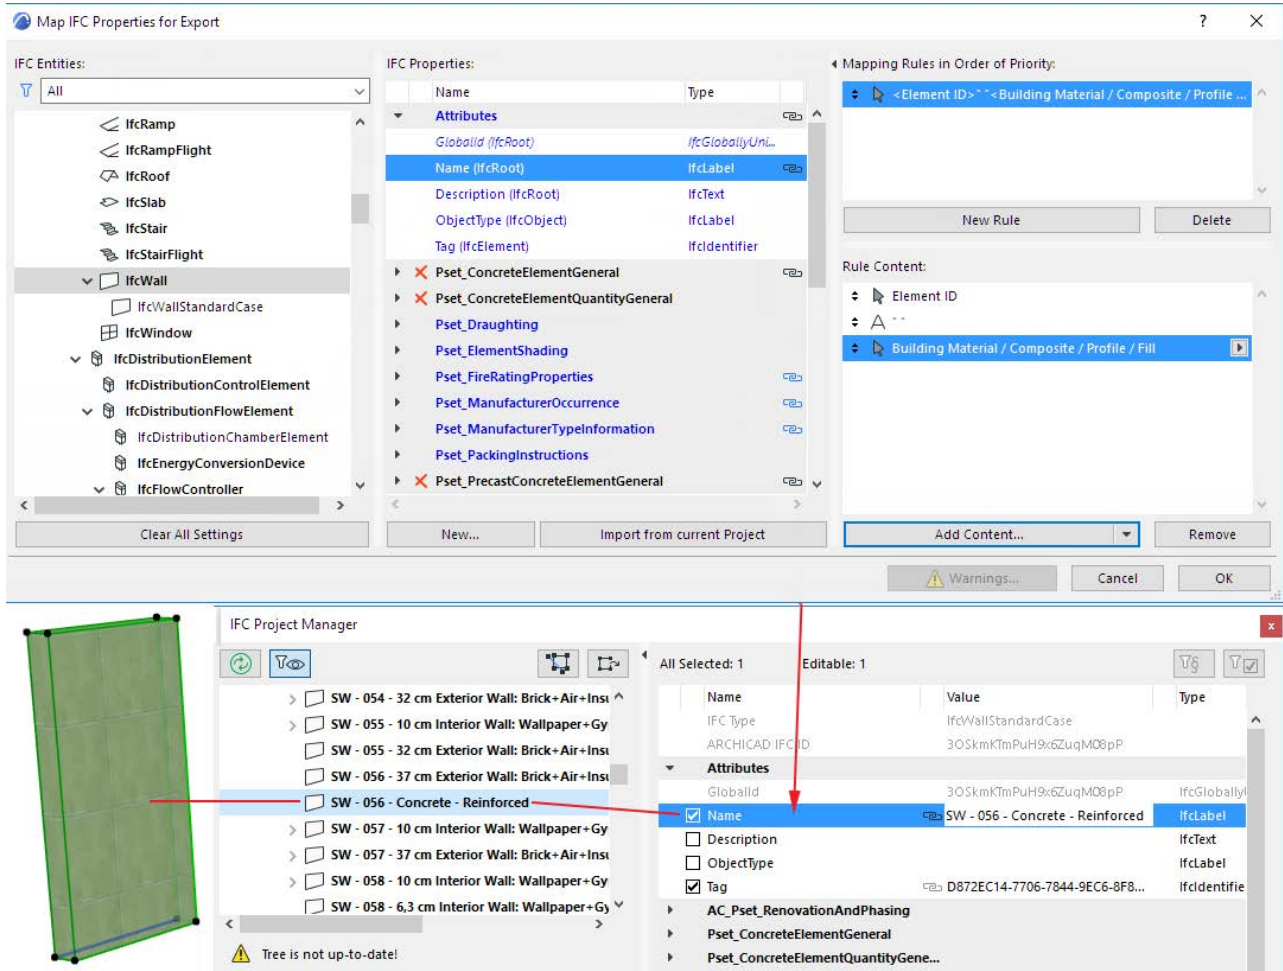 Map IFC Properties for Export
?
IFC Entities:
All
IfcRamp
IfcRampFlight
IfcRoof
IfcSlab
IfcStair
IfcStairFlight
IfcWall
IfcWallStandardCase
IfcWindow
IfcDistributionElement
IfcDistributionControlElement
IfcDistributionFlowElement
IfcDistributionChamberElement
IfcEnergyConversionDevice
IfcFlowController
Clear All Settings
IFC Properties:
Name Type
Attributes
GlobalId (IfcRoot) IfcGloballyUni...
Name (IfcRoot) IfcLabel
Description (IfcRoot) IfcText
ObjectType (IfcObject) IfcLabel
Tag (IfcElement) IfcIdentifier
Pset_ConcreteElementGeneral
Pset_ConcreteElementQuantityGeneral
Pset_Draughting
Pset_ElementShading
Pset_FireRatingProperties
Pset_ManufacturerOccurrence
Pset_ManufacturerTypeInformation
Pset_PackingInstructions
Pset_PrecastConcreteElementGeneral
New... Import from current Project
Mapping Rules in Order of Priority:
<Element ID>" "<Building Material / Composite / Profile ...
New Rule Delete
Rule Content:
Element ID
A " "
Building Material / Composite / Profile / Fill
Add Content... Remove
Warnings... Cancel OK
IFC Project Manager
SW - 054 - 32 cm Exterior Wall: Brick+Air+Insu
SW - 055 - 10 cm Interior Wall: Wallpaper+Gy
SW - 055 - 32 cm Exterior Wall: Brick+Air+Insu
SW - 056 - 37 cm Exterior Wall: Brick+Air+Insu
SW - 056 - Concrete - Reinforced
SW - 057 - 10 cm Interior Wall: Wallpaper+Gy
SW - 057 - 37 cm Exterior Wall: Brick+Air+Insu
SW - 058 - 10 cm Interior Wall: Wallpaper+Gy
SW - 058 - 6,3 cm Interior Wall: Wallpaper+Gy
Tree is not up-to-date!
All Selected: 1 Editable: 1
Name Value Type
IFC Type IfcWallStandardCase
ARCHICAD IFC ID 3OSkmKTmPuH9x6ZuqMO8pP
Attributes
GlobalId 3OSkmKTmPuH9x6ZuqMO8pP IfcGloballyl
Name SW - 056 - Concrete - Reinforced IfcLabel
Description IfcText
ObjectType IfcLabel
Tag D872EC14-7706-7844-9EC6-8F8... IfcIdentifie
AC_Pset_RenovationAndPhasing
Pset_ConcreteElementGeneral
Pset_ConcreteElementQuantityGene...